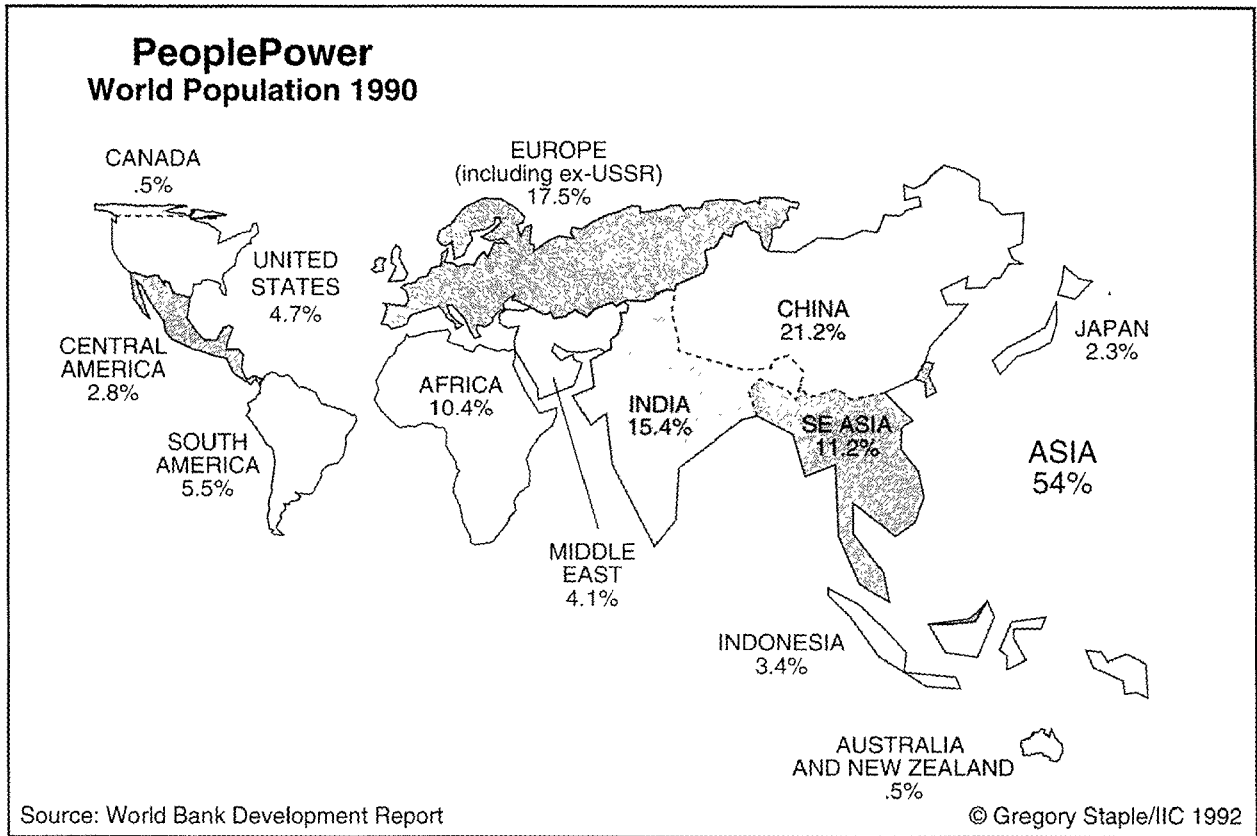 PeoplePower
World Population 1990
CANADA
.5%
EUROPE
(including ex-USSR)
17.5%
UNITED
STATES
4.7%
CHINA
21.2%
JAPAN
2.3%
CENTRAL
AMERICA
2.8%
AFRICA
10.4%
INDIA
15.4%
SE ASIA
11.2%
SOUTH
AMERICA
5.5%
ASIA
54%
MIDDLE
EAST
4.1%
INDONESIA
3.4%
AUSTRALIA
AND NEW ZEALAND
.5%
Source: World Bank Development Report
© Gregory Staple/IIC 1992